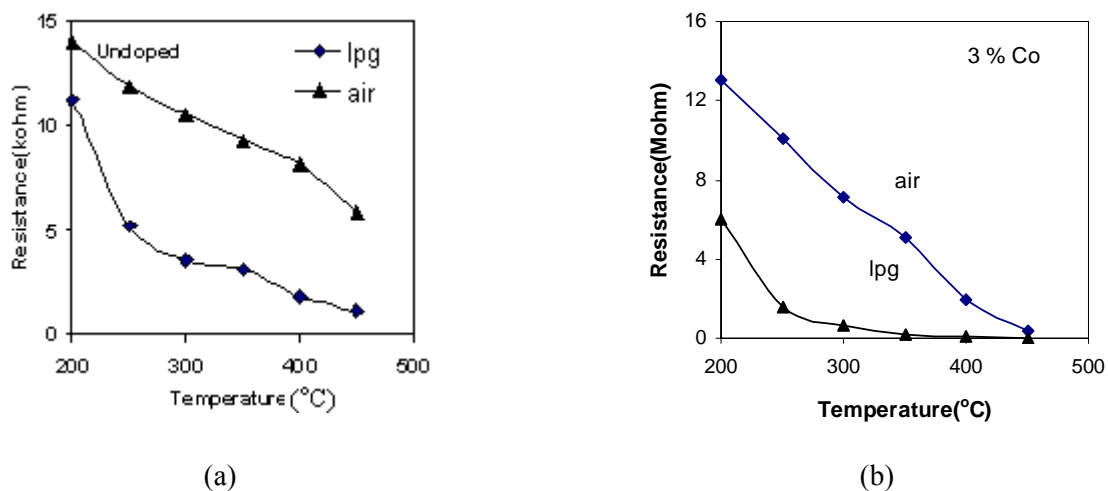 15
10
5
0
Resistance(kohm)
Undoped
lpg
air
200 300 400 500
Temperature(°C)
(a)
16
12
8
4
0
Resistance(Mohm)
3 % Co
air
lpg
200 300 400 500
Temperature(°C)
(b)